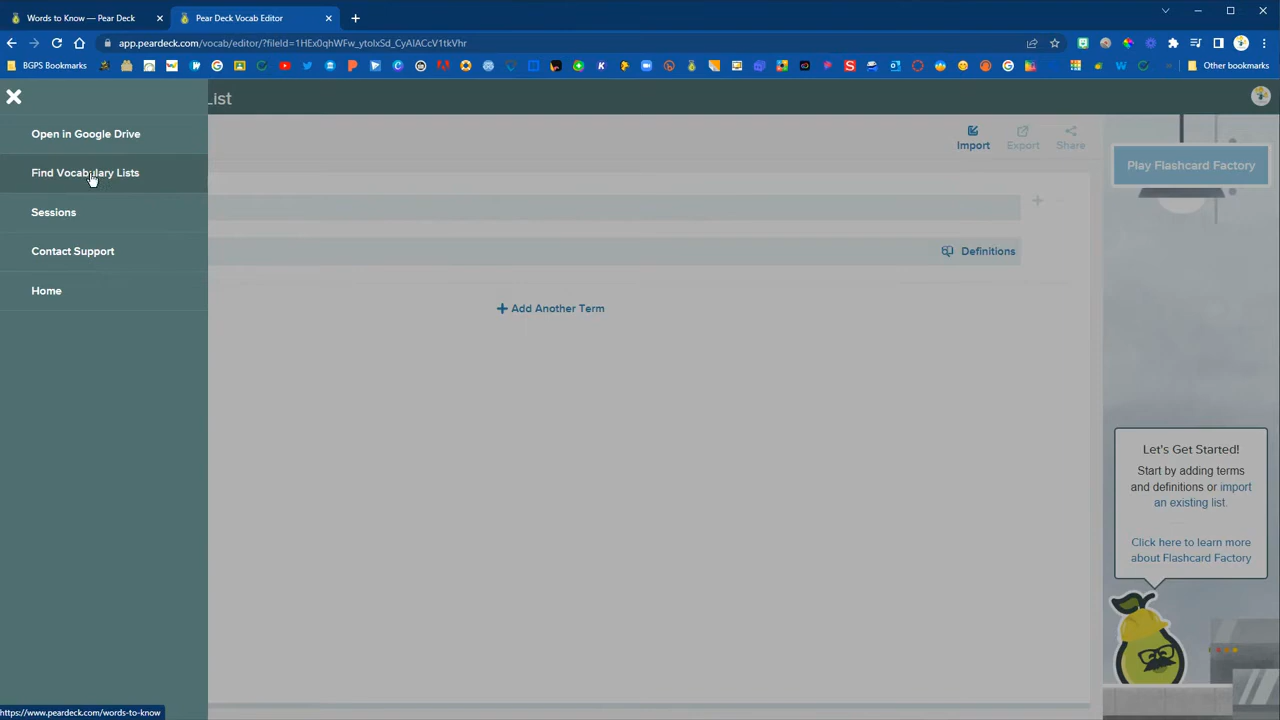 Words to Know — Pear Deck
Pear Deck Vocab Editor
app.peardeck.com/vocab/editor/?fileId=1HEx0qhWFw_ytolxSd_CyAlACcV1tkVhr
BGPS Bookmarks
Other bookmarks
List
Open in Google Drive
Find Vocabulary Lists
Sessions
Contact Support
Home
Import
Export
Share
Play Flashcard Factory
Definitions
Add Another Term
Let's Get Started!
Start by adding terms
and definitions or import
an existing list.
Click here to learn more
about Flashcard Factory
https://www.peardeck.com/words-to-know